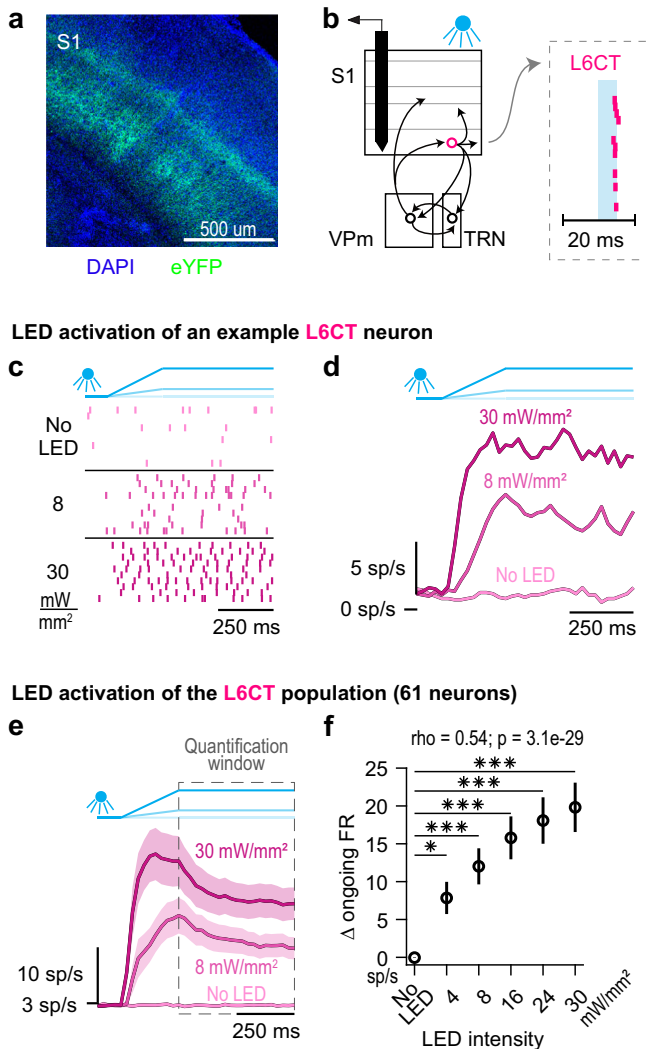 a
S1
500 um
DAPI eYFP
b
S1
VPm
TRN
L6CT
20 ms
LED activation of an example L6CT neuron
c
No
LED
8
30
mW/
mm²
250 ms
d
30 mW/mm²
8 mW/mm²
No LED
5 sp/s
0 sp/s
250 ms
LED activation of the L6CT population (61 neurons)
e
Quantification
window
30 mW/mm²
8 mW/mm²
No LED
10 sp/s
3 sp/s
250 ms
f
rho = 0.54; p = 3.1e-29
***
***
***
***
*
Δ ongoing FR
25
20
15
10
5
0
sp/s
No
LED
4
8
16
24
30
mW/mm²
LED intensity